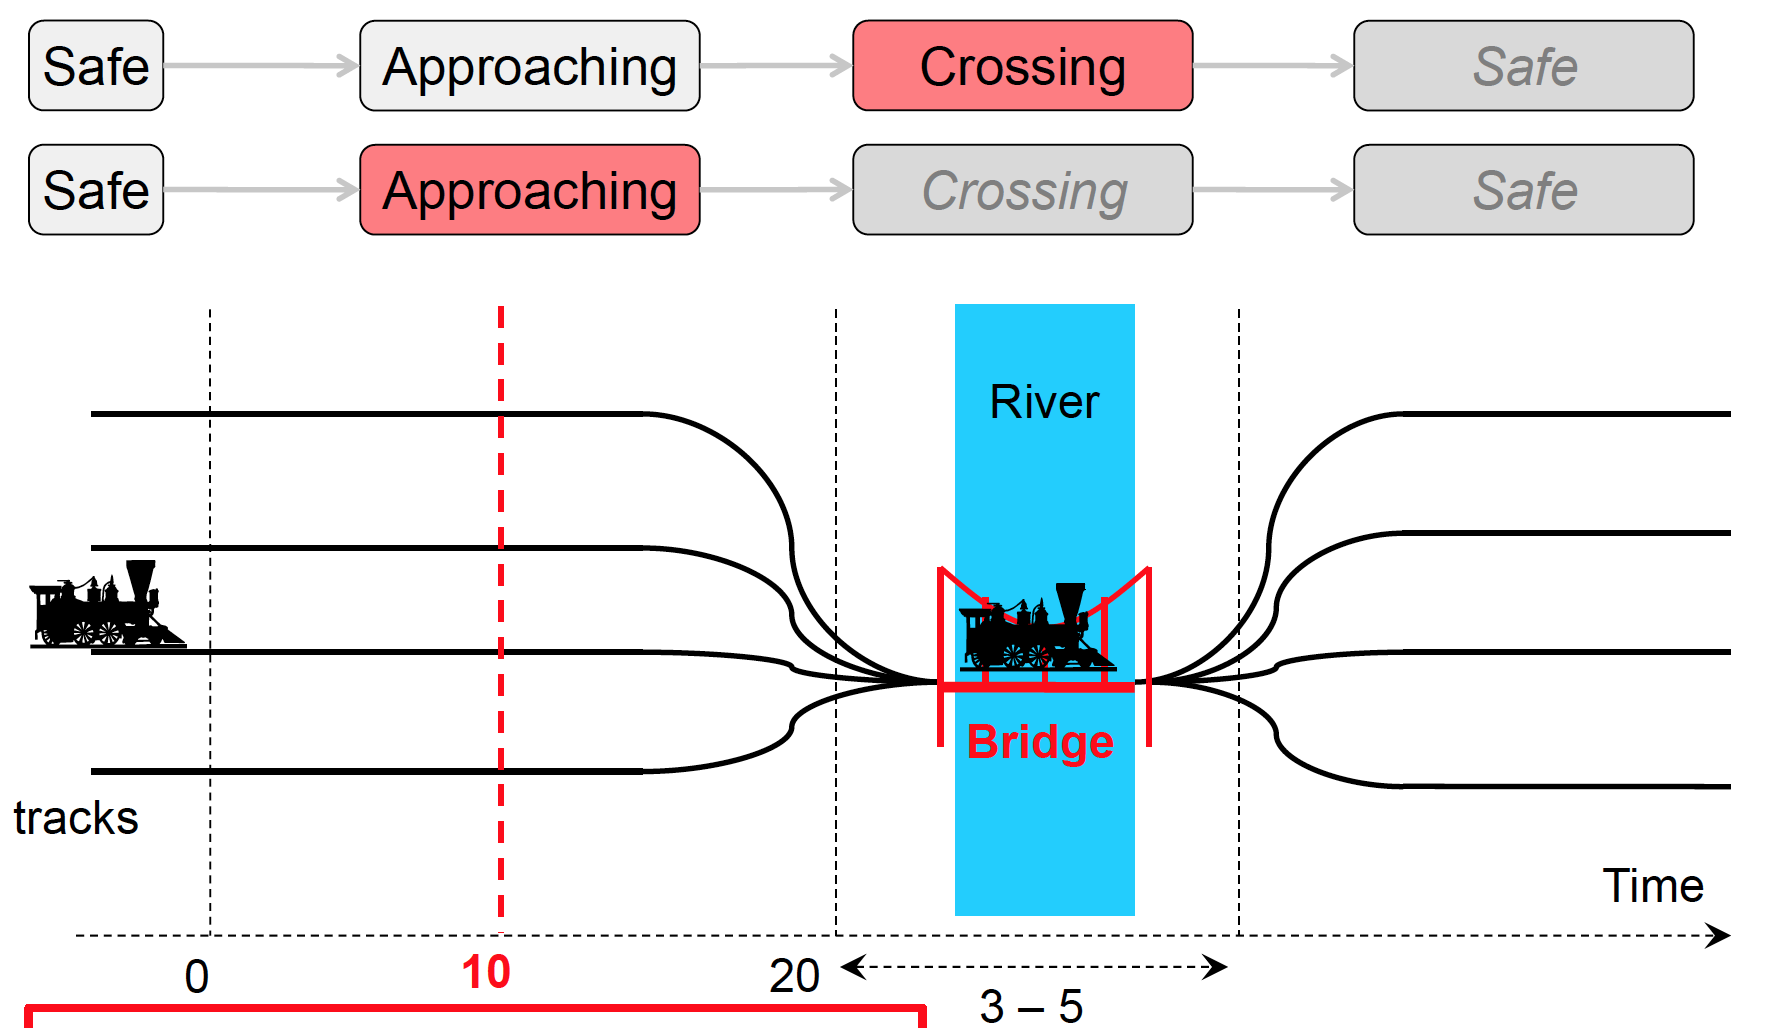 Safe Approaching Crossing Safe
Safe Approaching Crossing Safe
River
Bridge
tracks
Time
0 10 20
3 – 5